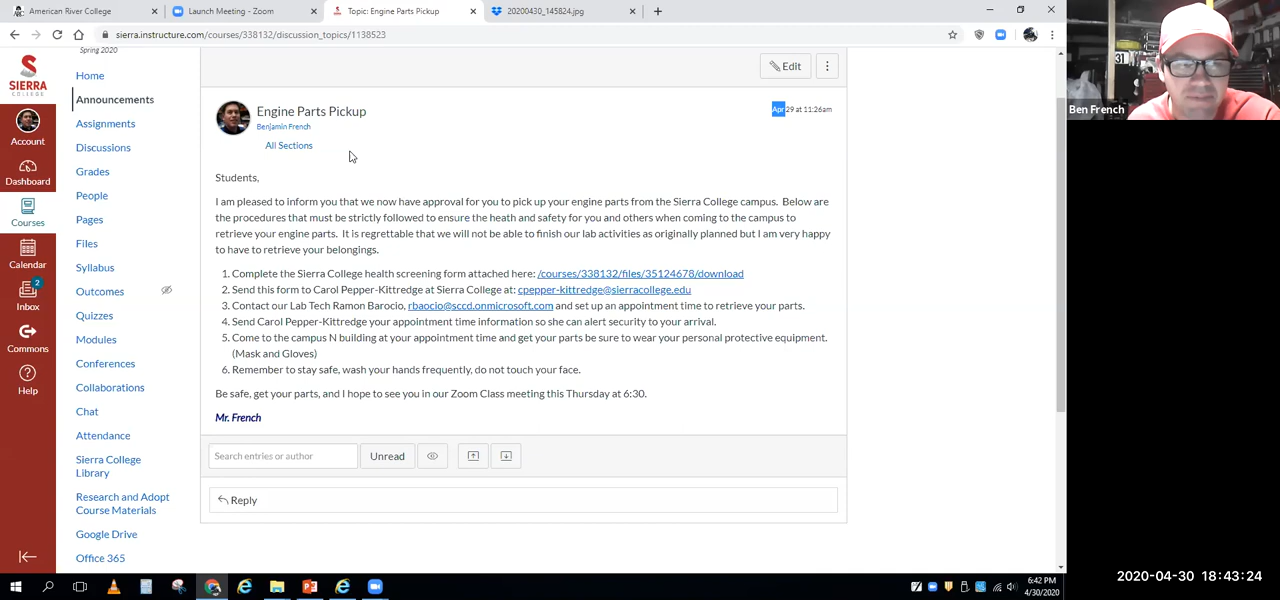 American River College
Launch Meeting - Zoom
Topic: Engine Parts Pickup
20200430_145824.jpg
sierra.instructure.com/courses/338132/discussion_topics/1138523
Ben French
SIERRA
COLLEGE
Account
Dashboard
Courses
Calendar
2
Inbox
Commons
Help
Spring 2020
Home
Announcements
Assignments
Discussions
Grades
People
Pages
Files
Syllabus
Outcomes
Quizzes
Modules
Conferences
Collaborations
Chat
Attendance
Sierra College
Library
Research and Adopt
Course Materials
Google Drive
Office 365
Edit
Engine Parts Pickup
Apr 29 at 11:26am
Benjamin French
All Sections
Students,
I am pleased to inform you that we now have approval for you to pick up your engine parts from the Sierra College campus. Below are
the procedures that must be strictly followed to ensure the heath and safety for you and others when coming to the campus to
retrieve your engine parts. It is regrettable that we will not be able to finish our lab activities as originally planned but I am very happy
to have to retrieve your belongings.
1. Complete the Sierra College health screening form attached here: /courses/338132/files/35124678/download
2. Send this form to Carol Pepper-Kittredge at Sierra College at: cpepper-kittredge@sierracollege.edu
3. Contact our Lab Tech Ramon Barocio, rbaocio@sccd.onmicrosoft.com and set up an appointment time to retrieve your parts.
4. Send Carol Pepper-Kittredge your appointment time information so she can alert security to your arrival.
5. Come to the campus N building at your appointment time and get your parts be sure to wear your personal protective equipment.
(Mask and Gloves)
6. Remember to stay safe, wash your hands frequently, do not touch your face.
Be safe, get your parts, and I hope to see you in our Zoom Class meeting this Thursday at 6:30.
Mr. French
Search entries or author
Unread
Reply
6:42 PM
4/30/2020
2020-04-30 18:43:24